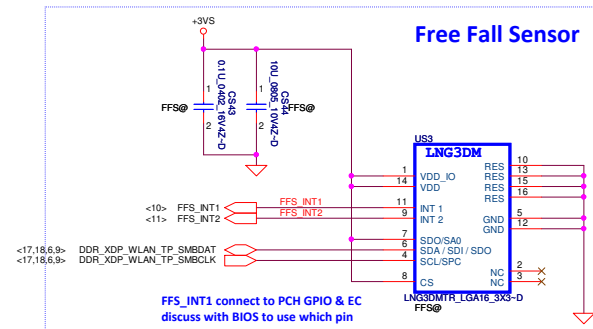 +3VS
Free Fall Sensor
1
2
FFS@
CS43
0.1U_0402_16V4Z~D
1
2
FFS@
CS44
10U_0805_10V4Z~D
US3
LNG3DM
1 VDD_IO
14 VDD
RES 10
RES 13
RES 15
RES 16
<10> FFS_INT1 FFS_INT1 11 INT 1
<11> FFS_INT2 FFS_INT2 9 INT 2
GND 5
GND 12
7 SDO/SA0
<17,18,6,9> DDR_XDP_WLAN_TP_SMBDAT 6 SDA / SDI / SDO
<17,18,6,9> DDR_XDP_WLAN_TP_SMBCLK 4 SCL/SPC
8 CS
NC 2
NC 3
LNG3DMTR_LGA16_3X3~D
FFS@
FFS_INT1 connect to PCH GPIO & EC
discuss with BIOS to use which pin